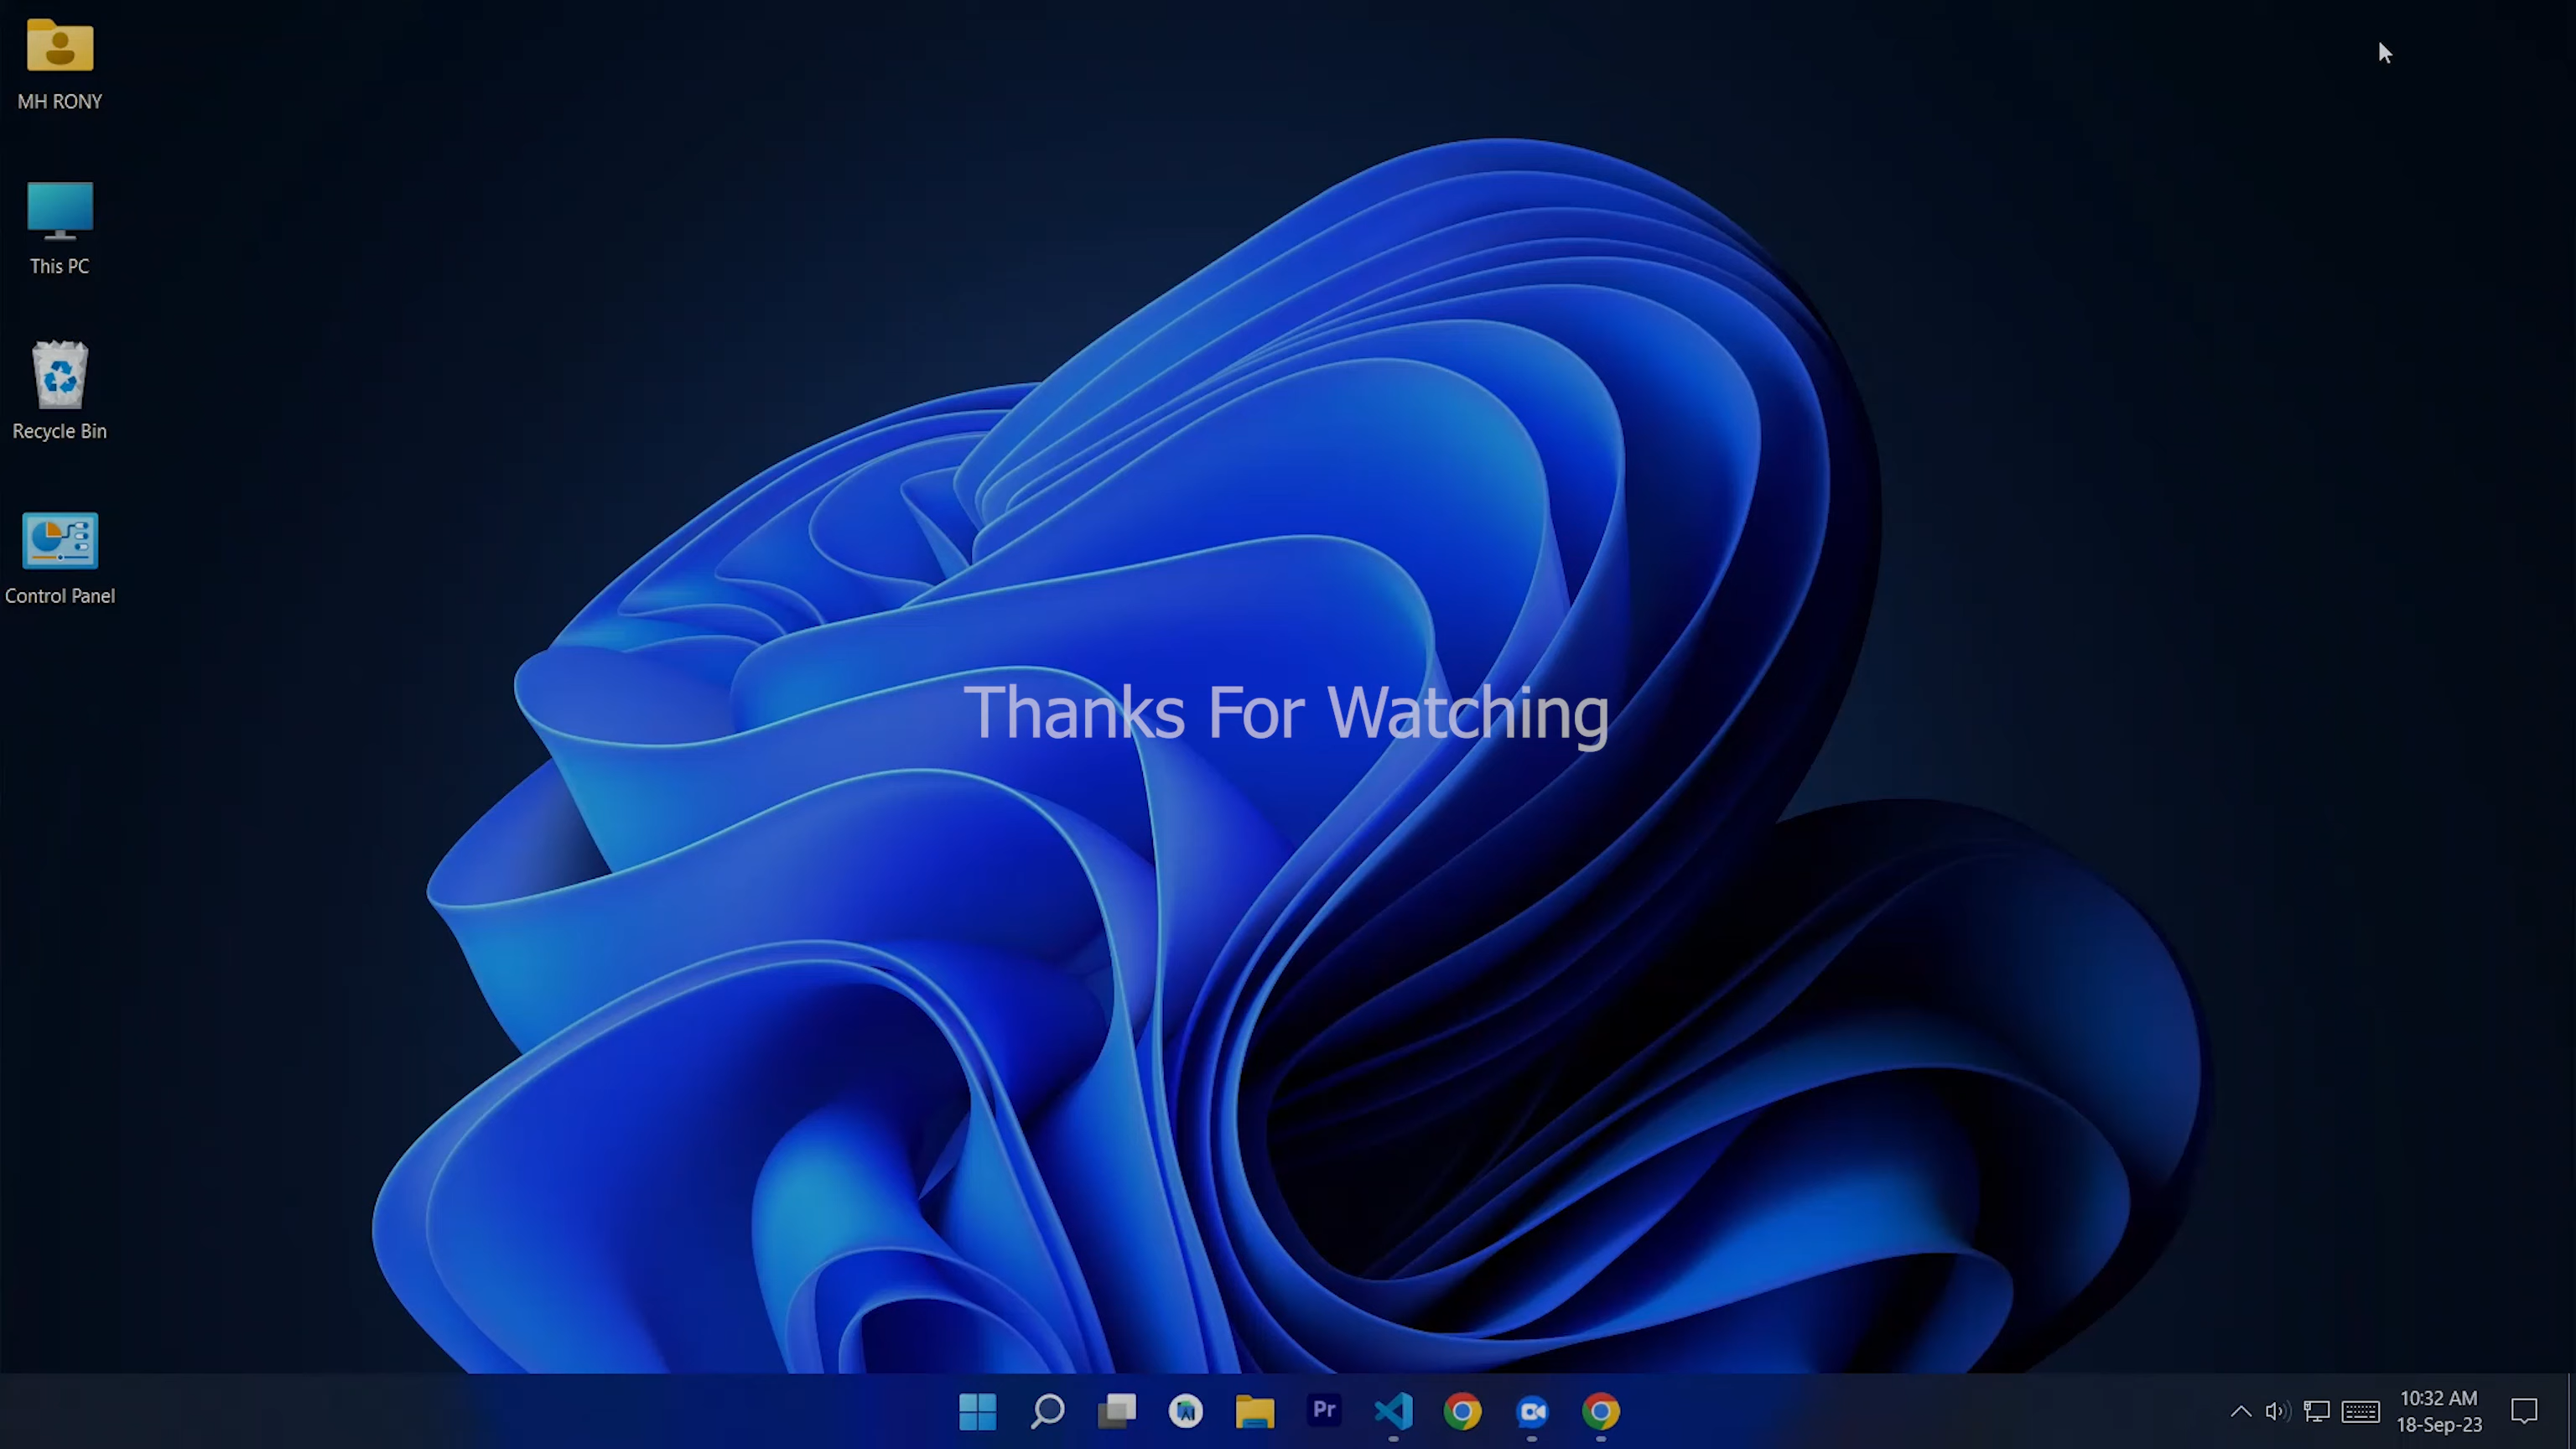 MH RONY
This PC
Recycle Bin
Control Panel
Thanks For Watching
Pr
10:32 AM
18-Sep-23